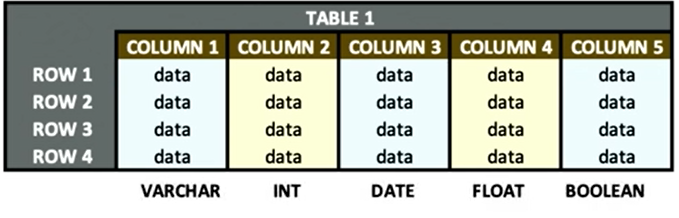 TABLE 1
COLUMN 1 COLUMN 2 COLUMN 3 COLUMN 4 COLUMN 5
ROW 1 data data data data data
ROW 2 data data data data data
ROW 3 data data data data data
ROW 4 data data data data data
VARCHAR INT DATE FLOAT BOOLEAN